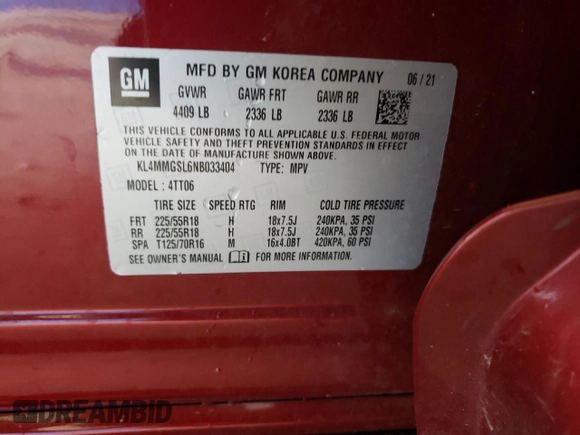 GM
MFD BY GM KOREA COMPANY 06/21
GVWR GAWR FRT GAWR RR
4409 LB 2336 LB 2336 LB
THIS VEHICLE CONFORMS TO ALL APPLICABLE U.S. FEDERAL MOTOR
VEHICLE SAFETY AND THEFT PREVENTION STANDARDS IN EFFECT
ON THE DATE OF MANUFACTURE SHOWN ABOVE.
KL4MMGSL6NB033404 TYPE: MPV
MODEL: 4TT06
TIRE SIZE SPEED RTG RIM COLD TIRE PRESSURE
FRT 225/55R18 H 18x7.5J 240KPA, 35 PSI
RR 225/55R18 H 18x7.5J 240KPA, 35 PSI
SPA T125/70R16 M 16x4.0BT 420KPA, 60 PSI
SEE OWNER'S MANUAL FOR MORE INFORMATION.
DREAMBID